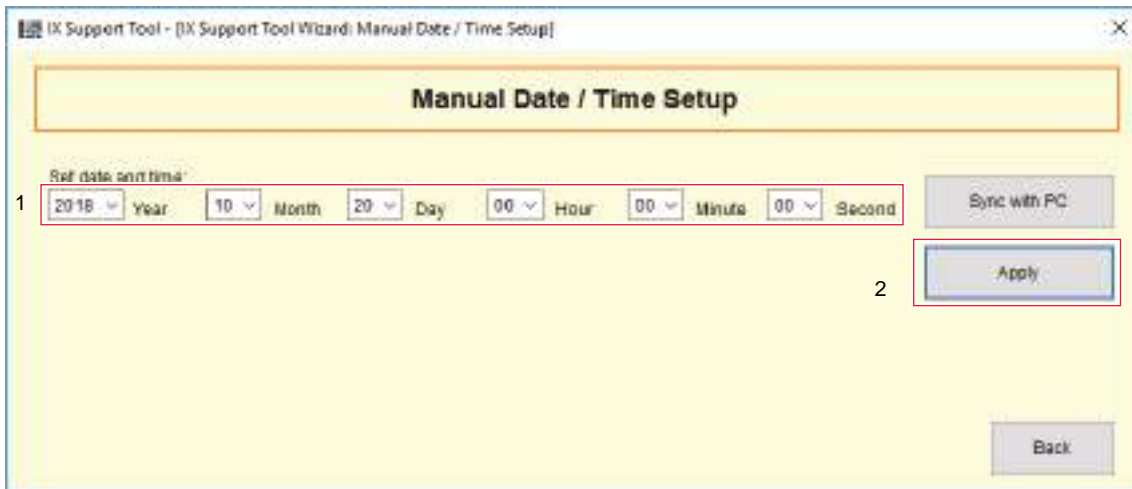 IX Support Tool - [IX Support Tool Wizard: Manual Date / Time Setup]
Manual Date / Time Setup
Set date and time:
1 2018 Year 10 Month 20 Day 00 Hour 00 Minute 00 Second Sync with PC
2 Apply
Back